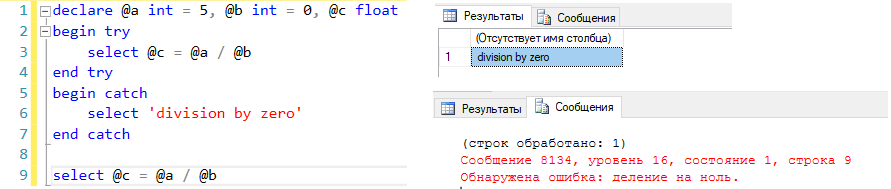 1 declare @a int = 5, @b int = 0, @c float
2 begin try
3 select @c = @a / @b
4 end try
5 begin catch
6 select 'division by zero'
7 end catch
8
9 select @c = @a / @b
Результаты Сообщения
(Отсутствует имя столбца)
1 division by zero
Результаты Сообщения
(строк обработано: 1)
Сообщение 8134, уровень 16, состояние 1, строка 9
Обнаружена ошибка: деление на ноль.